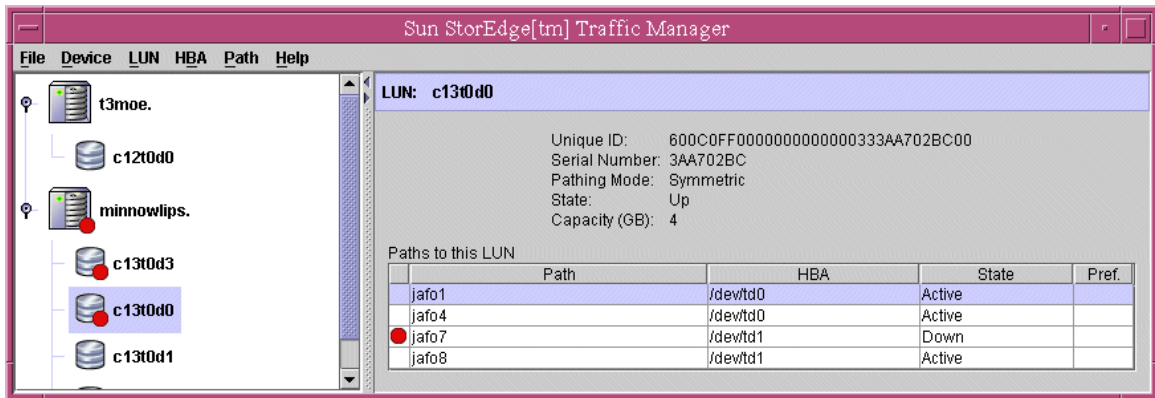 Sun StorEdge[tm] Traffic Manager
File Device LUN HBA Path Help
t3moe.
c12t0d0
minnowlips.
c13t0d3
c13t0d0
c13t0d1
LUN: c13t0d0
Unique ID: 600C0FF0000000000000333AA702BC00
Serial Number: 3AA702BC
Pathing Mode: Symmetric
State: Up
Capacity (GB): 4
Paths to this LUN
Path HBA State Pref.
jafo1 /dev/td0 Active
jafo4 /dev/td0 Active
jafo7 /dev/td1 Down
jafo8 /dev/td1 Active